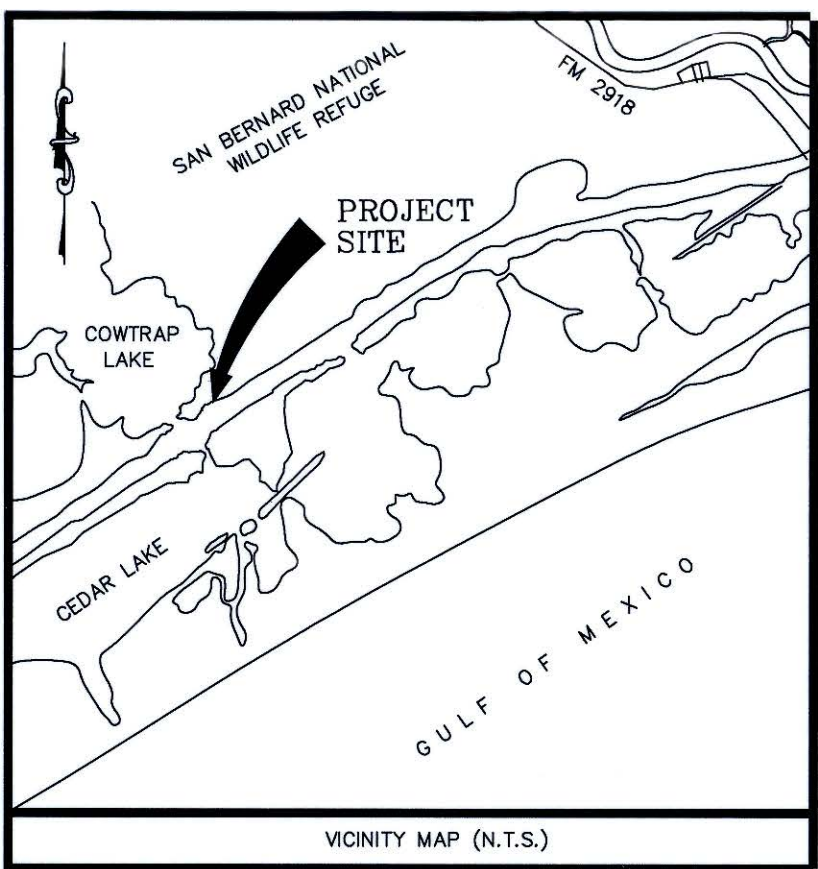 SAN BERNARD NATIONAL
WILDLIFE REFUGE
FM 2918
PROJECT
SITE
COWTRAP
LAKE
CEDAR LAKE
GULF OF MEXICO
VICINITY MAP (N.T.S.)